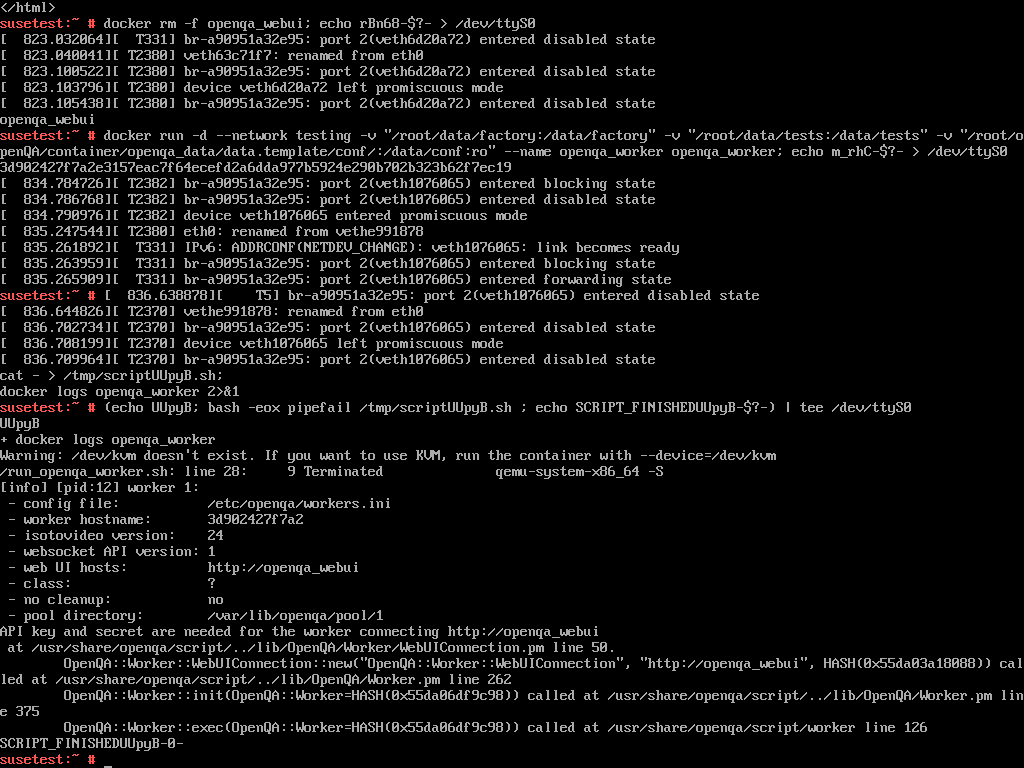 </html>
susetest:~ # docker rm -f openqa_webui; echo rBn68-$?- > /dev/ttyS0
[  823.032064][  T331] br-a90951a32e95: port 2(veth6d20a72) entered disabled state
[  823.040041][ T2380] veth63c71f7: renamed from eth0
[  823.100522][ T2380] br-a90951a32e95: port 2(veth6d20a72) entered disabled state
[  823.103796][ T2380] device veth6d20a72 left promiscuous mode
[  823.105438][ T2380] br-a90951a32e95: port 2(veth6d20a72) entered disabled state
openqa_webui
susetest:~ # docker run -d --network testing -v "/root/data/factory:/data/factory" -v "/root/data/tests:/data/tests" -v "/root/o
penQA/container/openqa_data/data.template/conf/:/data/conf:ro" --name openqa_worker openqa_worker; echo m_rhC-$?- > /dev/ttyS0
3d902427f7a2e3157eac7f64ecefd2a6dda977b5924e290b702b323b62f7ec19
[  834.784726][ T2382] br-a90951a32e95: port 2(veth1076065) entered blocking state
[  834.786768][ T2382] br-a90951a32e95: port 2(veth1076065) entered disabled state
[  834.790976][ T2382] device veth1076065 entered promiscuous mode
[  835.247544][ T2380] eth0: renamed from vethe991878
[  835.261892][  T331] IPv6: ADDRCONF(NETDEV_CHANGE): veth1076065: link becomes ready
[  835.263959][  T331] br-a90951a32e95: port 2(veth1076065) entered blocking state
[  835.265909][  T331] br-a90951a32e95: port 2(veth1076065) entered forwarding state
susetest:~ # [  836.638878][    T5] br-a90951a32e95: port 2(veth1076065) entered disabled state
[  836.644826][ T2370] vethe991878: renamed from eth0
[  836.702734][ T2370] br-a90951a32e95: port 2(veth1076065) entered disabled state
[  836.708199][ T2370] device veth1076065 left promiscuous mode
[  836.709964][ T2370] br-a90951a32e95: port 2(veth1076065) entered disabled state
cat - > /tmp/scriptUUpyB.sh;
docker logs openqa_worker 2>&1
susetest:~ # (echo UUpyB; bash -eox pipefail /tmp/scriptUUpyB.sh ; echo SCRIPT_FINISHEDUUpyB-$?-) | tee /dev/ttyS0
UUpyB
+ docker logs openqa_worker
Warning: /dev/kvm doesn't exist. If you want to use KVM, run the container with --device=/dev/kvm
/run_openqa_worker.sh: line 28:     9 Terminated              qemu-system-x86_64 -S
[info] [pid:12] worker 1:
 - config file:           /etc/openqa/workers.ini
 - worker hostname:       3d902427f7a2
 - isotovideo version:    24
 - websocket API version: 1
 - web UI hosts:          http://openqa_webui
 - class:                 ?
 - no cleanup:            no
 - pool directory:        /var/lib/openqa/pool/1
API key and secret are needed for the worker connecting http://openqa_webui
 at /usr/share/openqa/script/../lib/OpenQA/Worker/WebUIConnection.pm line 50.
        OpenQA::Worker::WebUIConnection::new("OpenQA::Worker::WebUIConnection", "http://openqa_webui", HASH(0x55da03a18088)) cal
led at /usr/share/openqa/script/../lib/OpenQA/Worker.pm line 262
        OpenQA::Worker::init(OpenQA::Worker=HASH(0x55da06df9c98)) called at /usr/share/openqa/script/../lib/OpenQA/Worker.pm lin
e 375
        OpenQA::Worker::exec(OpenQA::Worker=HASH(0x55da06df9c98)) called at /usr/share/openqa/script/worker line 126
SCRIPT_FINISHEDUUpyB-0-
susetest:~ # _